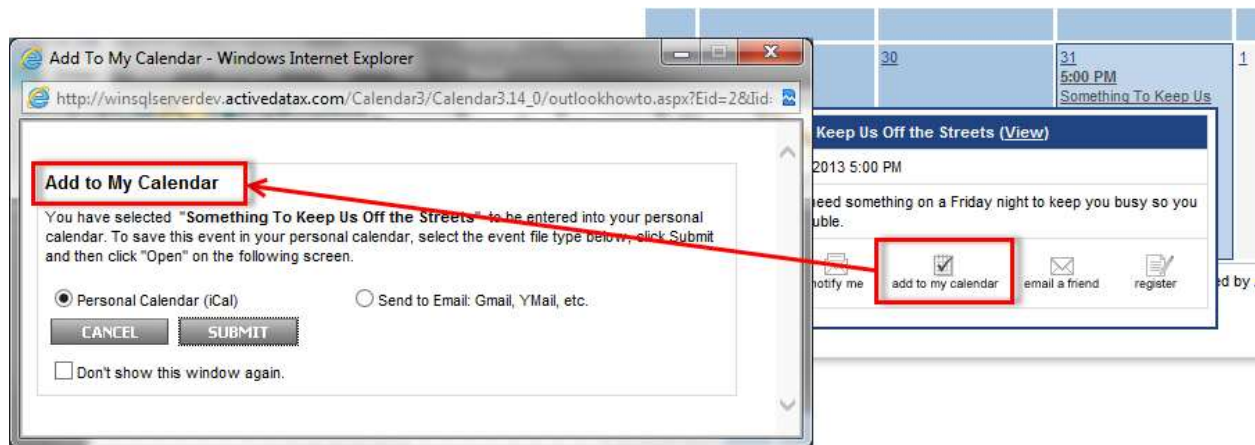 Add To My Calendar - Windows Internet Explorer
http://winsqlserverdev.activedatax.com/Calendar3/Calendar3.14_0/outlookhowto.aspx?Eid=2&Iid:
Add to My Calendar
You have selected "Something To Keep Us Off the Streets" to be entered into your personal
calendar. To save this event in your personal calendar, select the event file type below, click Submit
and then click "Open" on the following screen.
Personal Calendar (iCal) Send to Email: Gmail, YMail, etc.
CANCEL SUBMIT
Don't show this window again.
30
31
1
5:00 PM
Something To Keep Us
Keep Us Off the Streets (View)
2013 5:00 PM
need something on a Friday night to keep you busy so you
uble.
notify me add to my calendar email a friend register
ed by